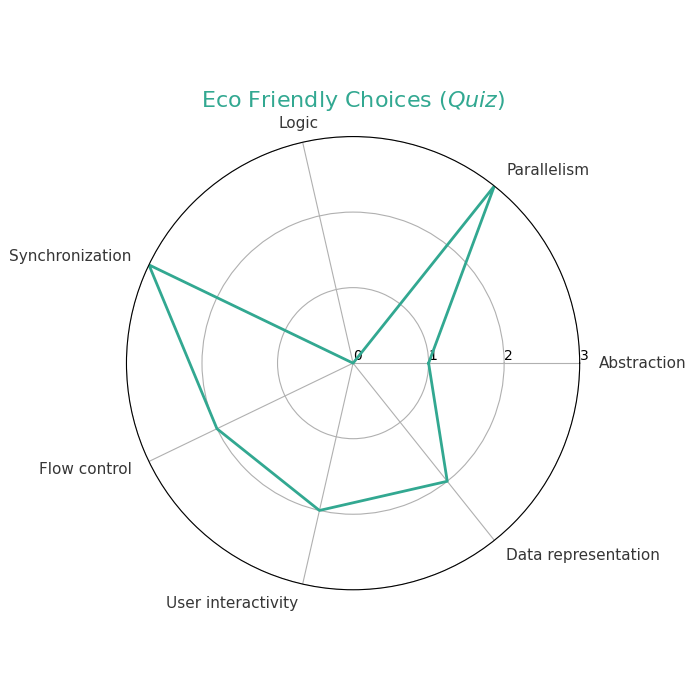 Eco Friendly Choices (Quiz)
Logic
Parallelism
Synchronization
0 1 2 3
Abstraction
Flow control
Data representation
User interactivity